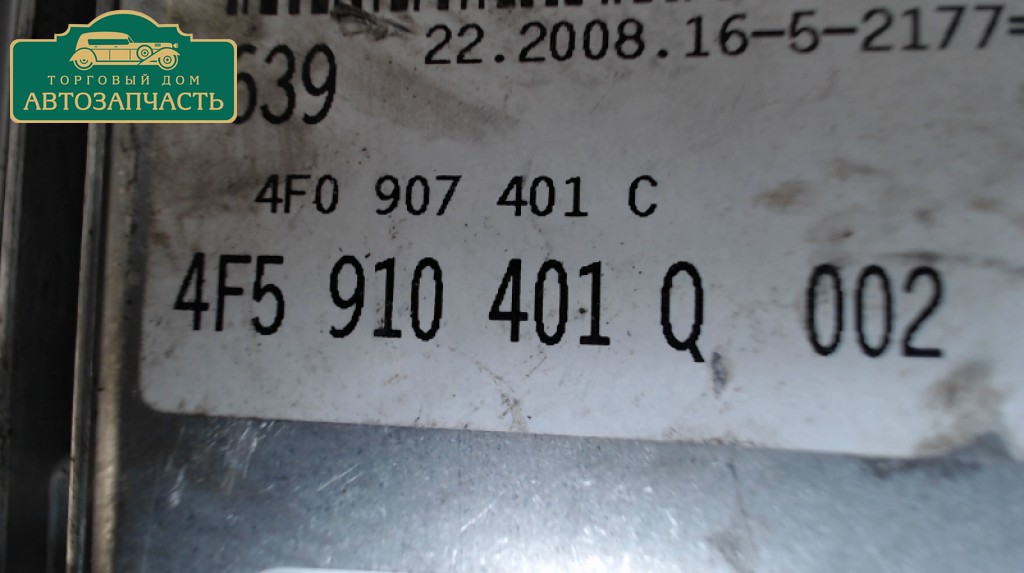 22.2008.16-5-2177=
ТОРГОВЫЙ ДОМ
АВТОЗАПЧАСТЬ
639
4F0 907 401 C
4F5 910 401 Q 002